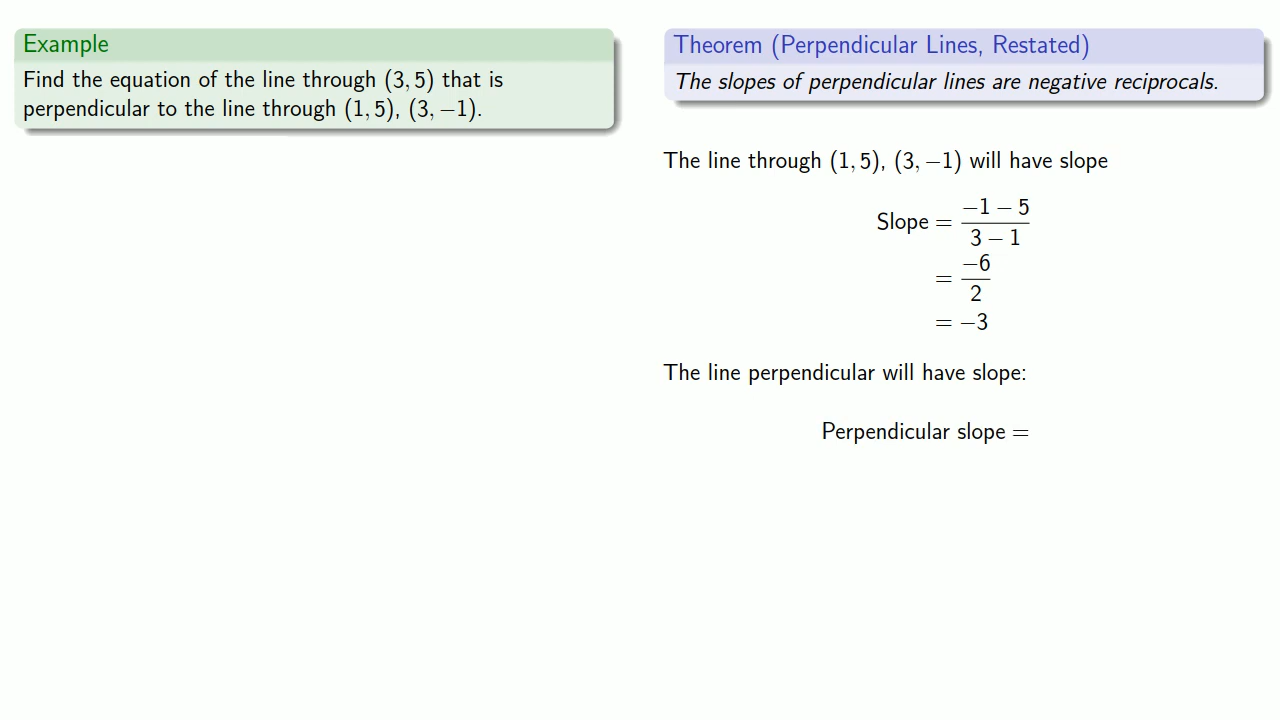 Example
Find the equation of the line through (3, 5) that is
perpendicular to the line through (1, 5), (3, −1).
Theorem (Perpendicular Lines, Restated)
The slopes of perpendicular lines are negative reciprocals.
The line through (1, 5), (3, −1) will have slope
Slope = \frac{−1 − 5}{3 − 1}
= \frac{−6}{2}
= −3
The line perpendicular will have slope:
Perpendicular slope =